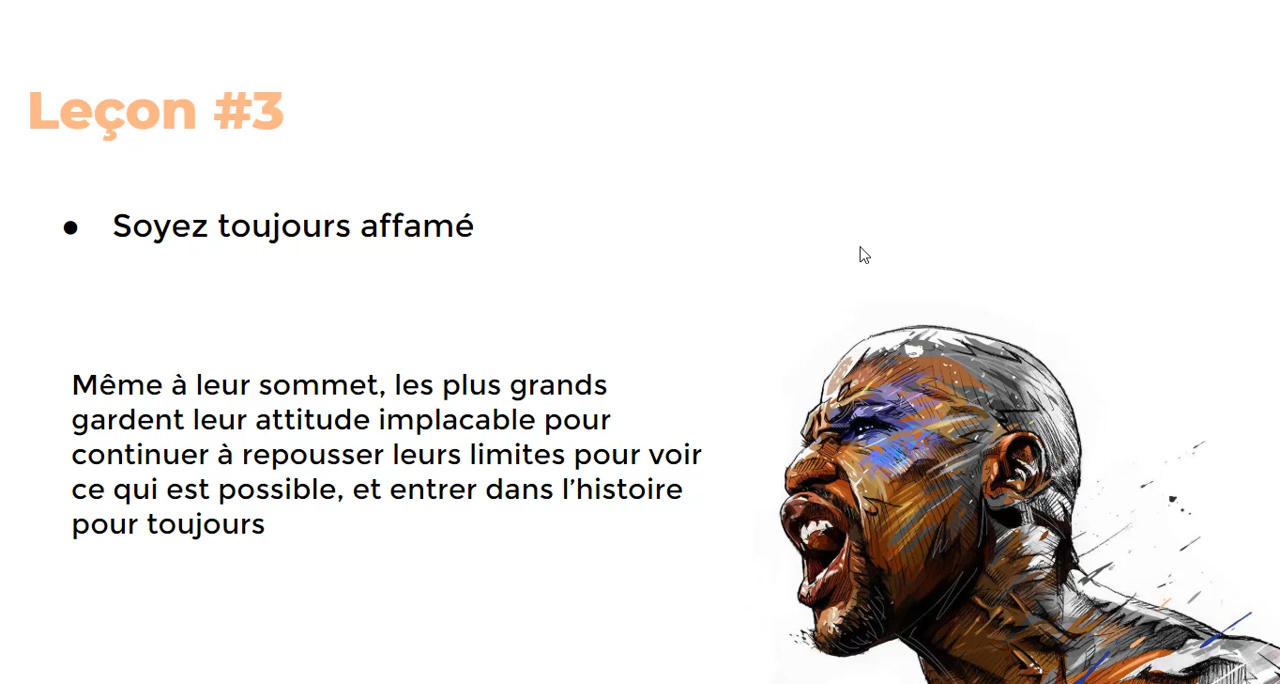 Leçon #3
● Soyez toujours affamé
Même à leur sommet, les plus grands
gardent leur attitude implacable pour
continuer à repousser leurs limites pour voir
ce qui est possible, et entrer dans l’histoire
pour toujours